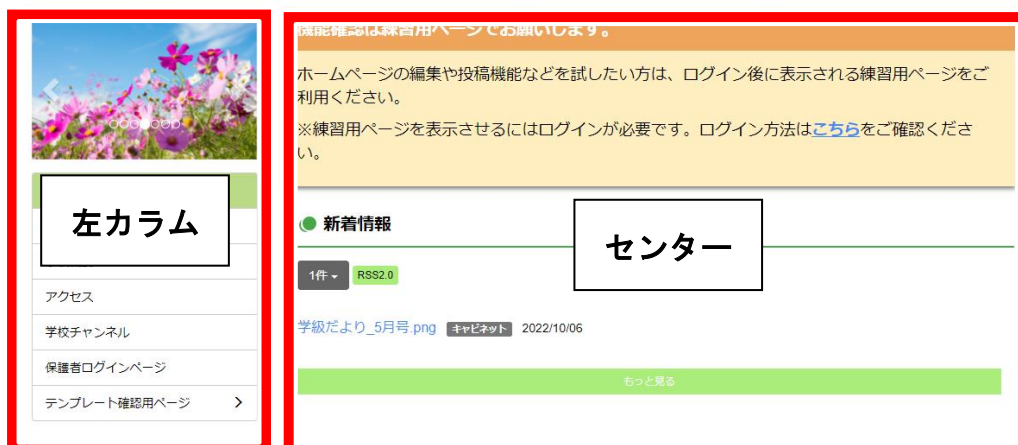 左カラム
アクセス
学校チャンネル
保護者ログインページ
テンプレート確認用ページ
機能確認は練習用ページでお願いします。
ホームページの編集や投稿機能などを試したい方は、ログイン後に表示される練習用ページをご
利用ください。
※練習用ページを表示させるにはログインが必要です。ログイン方法はこちらをご確認くださ
い。
新着情報
センター
1件
RSS2.0
学級だより_5月号.png キャビネット 2022/10/06
もっと見る